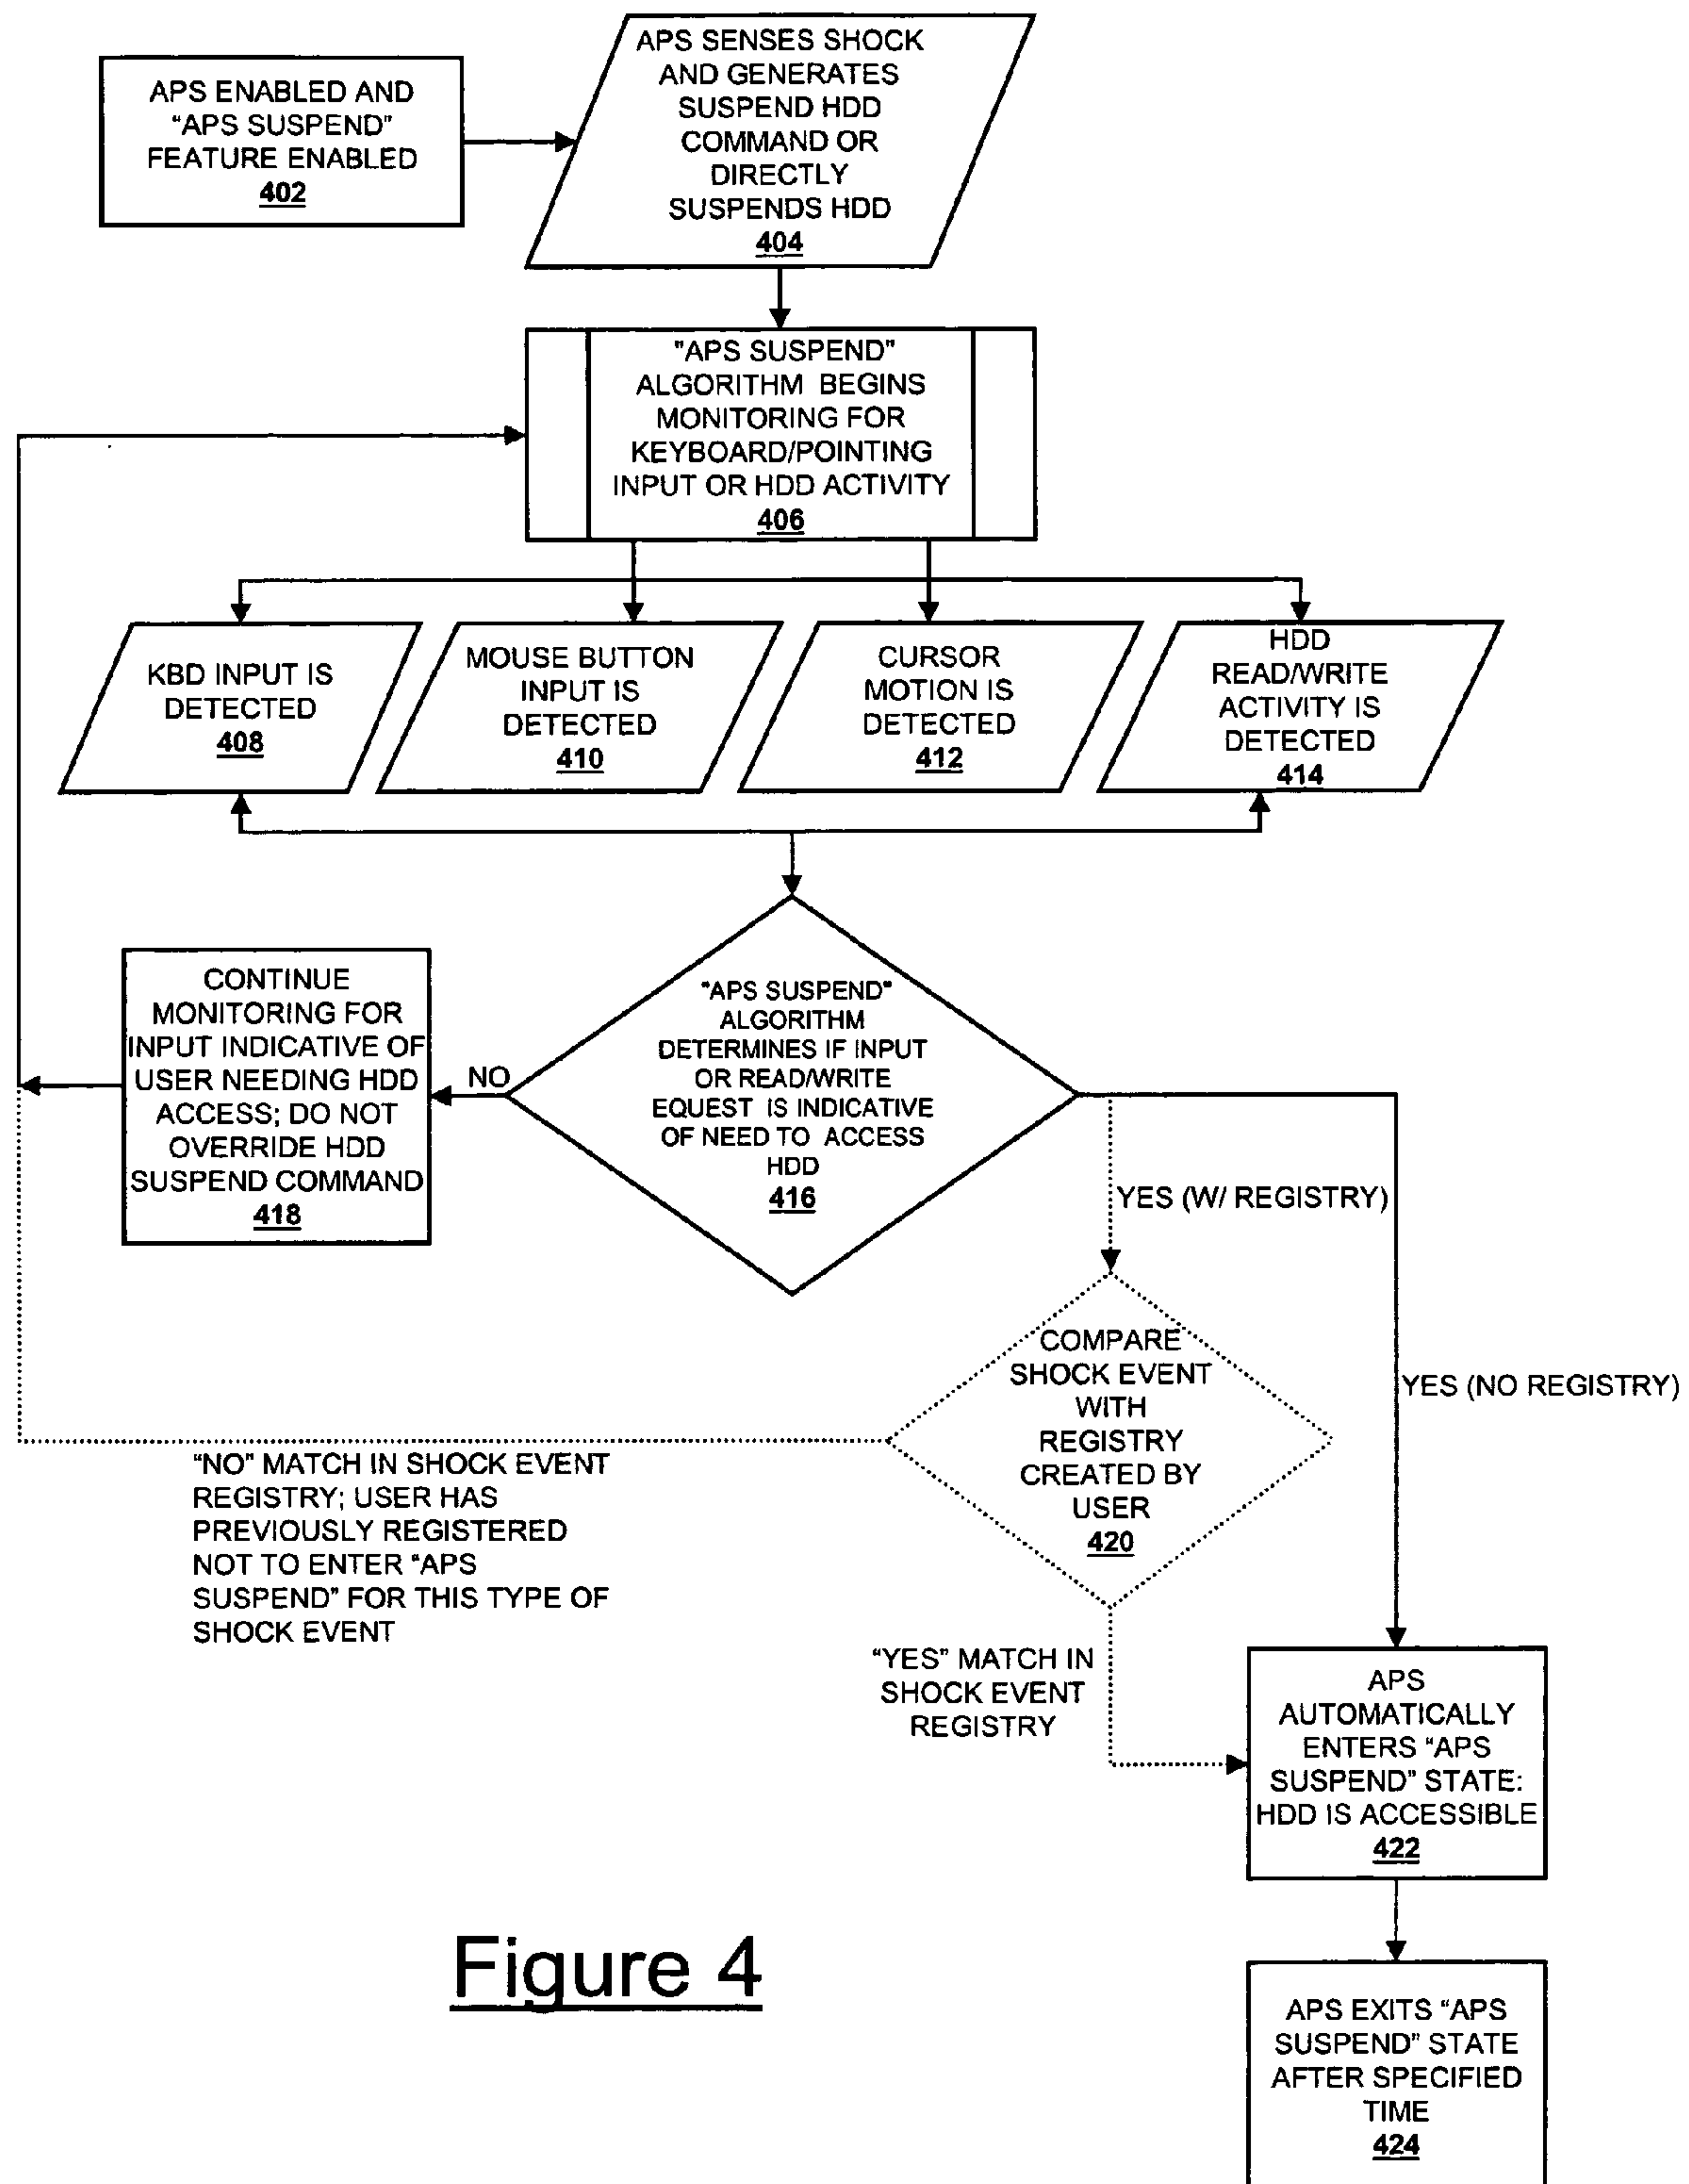 APS ENABLED AND
“APS SUSPEND”
FEATURE ENABLED
402
APS SENSES SHOCK
AND GENERATES
SUSPEND HDD
COMMAND OR
DIRECTLY
SUSPENDS HDD
404
"APS SUSPEND"
ALGORITHM BEGINS
MONITORING FOR
KEYBOARD/POINTING
INPUT OR HDD ACTIVITY
406
KBD INPUT IS
DETECTED
408
MOUSE BUTTON
INPUT IS
DETECTED
410
CURSOR
MOTION IS
DETECTED
412
HDD
READ/WRITE
ACTIVITY IS
DETECTED
414
"APS SUSPEND"
ALGORITHM
DETERMINES IF INPUT
OR READ/WRITE
EQUEST IS INDICATIVE
OF NEED TO ACCESS
HDD
416
NO
CONTINUE
MONITORING FOR
INPUT INDICATIVE OF
USER NEEDING HDD
ACCESS; DO NOT
OVERRIDE HDD
SUSPEND COMMAND
418
YES (W/ REGISTRY)
YES (NO REGISTRY)
COMPARE
SHOCK EVENT
WITH
REGISTRY
CREATED BY
USER
420
“NO” MATCH IN SHOCK EVENT
REGISTRY; USER HAS
PREVIOUSLY REGISTERED
NOT TO ENTER “APS
SUSPEND” FOR THIS TYPE OF
SHOCK EVENT
“YES” MATCH IN
SHOCK EVENT
REGISTRY
APS
AUTOMATICALLY
ENTERS “APS
SUSPEND” STATE:
HDD IS ACCESSIBLE
422
APS EXITS “APS
SUSPEND” STATE
AFTER SPECIFIED
TIME
424
Figure 4